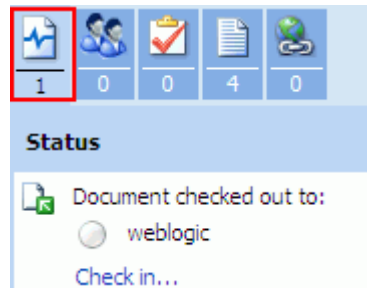 1 0 0 4 0
Status
Document checked out to:
weblogic
Check in...